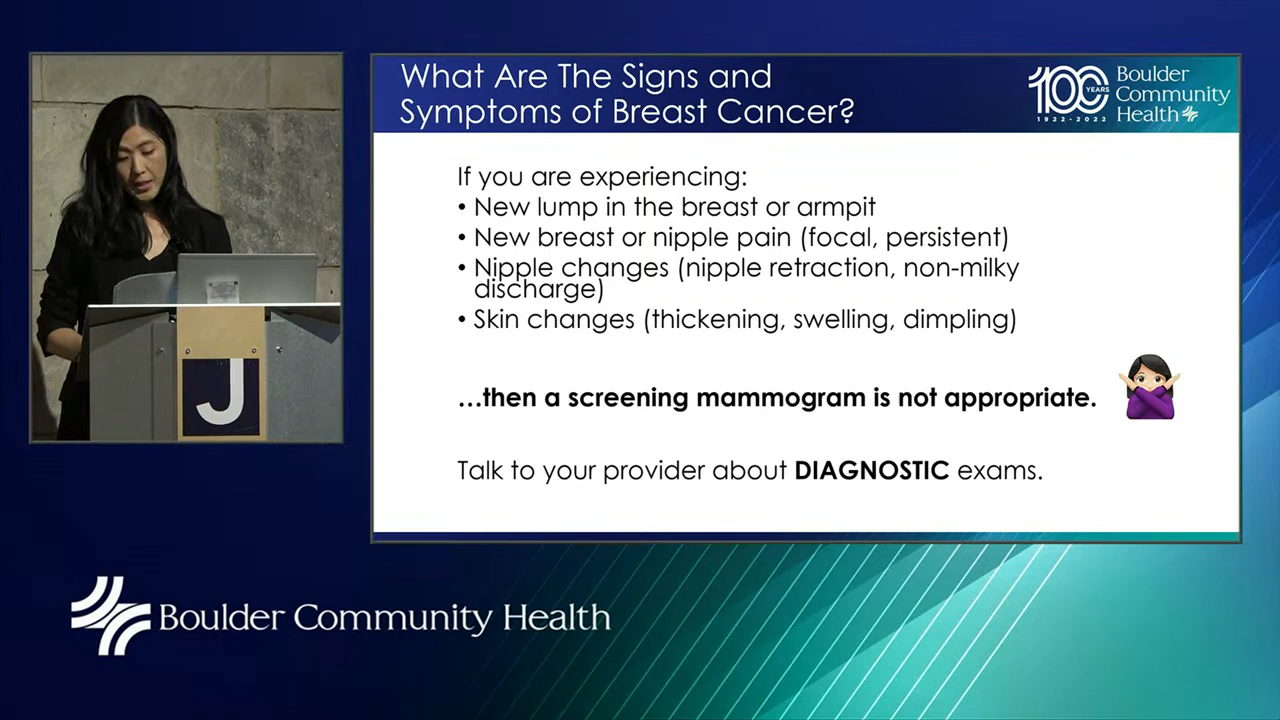 What Are The Signs and
Symptoms of Breast Cancer?
100
YEARS
1922-2022
Boulder
Community
Health
If you are experiencing:
• New lump in the breast or armpit
• New breast or nipple pain (focal, persistent)
• Nipple changes (nipple retraction, non-milky
discharge)
• Skin changes (thickening, swelling, dimpling)
...then a screening mammogram is not appropriate.
Talk to your provider about DIAGNOSTIC exams.
J
Boulder Community Health